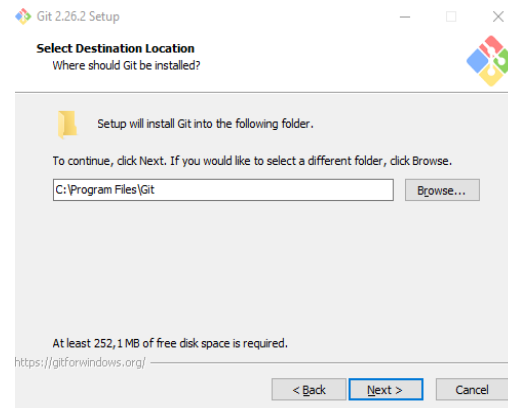 Git 2.26.2 Setup
Select Destination Location
Where should Git be installed?
Setup will install Git into the following folder.
To continue, click Next. If you would like to select a different folder, click Browse.
C:\Program Files\Git
Browse...
At least 252,1 MB of free disk space is required.
https://gitforwindows.org/
< Back
Next >
Cancel